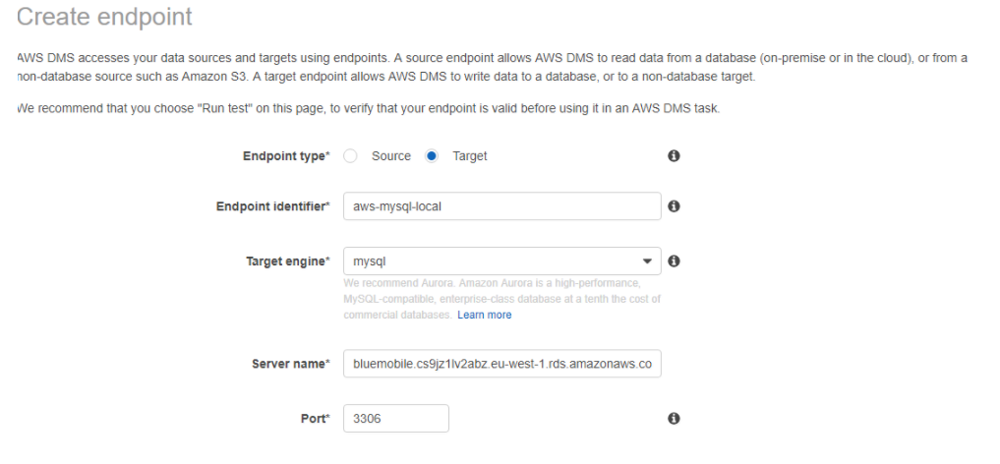 Create endpoint
AWS DMS accesses your data sources and targets using endpoints. A source endpoint allows AWS DMS to read data from a database (on-premise or in the cloud), or from a
non-database source such as Amazon S3. A target endpoint allows AWS DMS to write data to a database, or to a non-database target.
We recommend that you choose "Run test" on this page, to verify that your endpoint is valid before using it in an AWS DMS task.
Endpoint type* Source Target
Endpoint identifier* aws-mysql-local
Target engine* mysql
We recommend Aurora. Amazon Aurora is a high-performance,
MySQL-compatible, enterprise-class database at a tenth the cost of
commercial databases. Learn more
Server name* bluemobile.cs9jz1lv2abz.eu-west-1.rds.amazonaws.co
Port* 3306